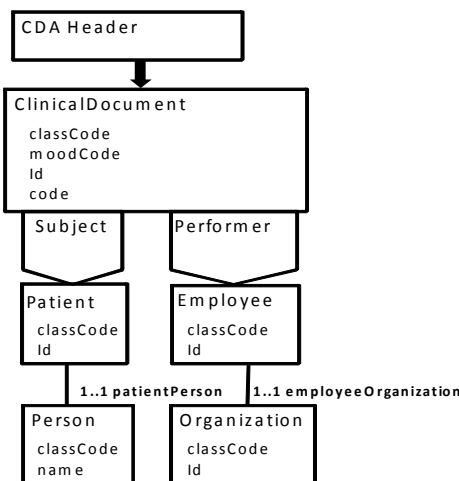 CDA Header
ClinicalDocument
classCode
moodCode
Id
code
Subject
Performer
Patient
classCode
Id
Employee
classCode
Id
1..1 patientPerson
1..1 employeeOrganization
Person
classCode
name
Organization
classCode
Id